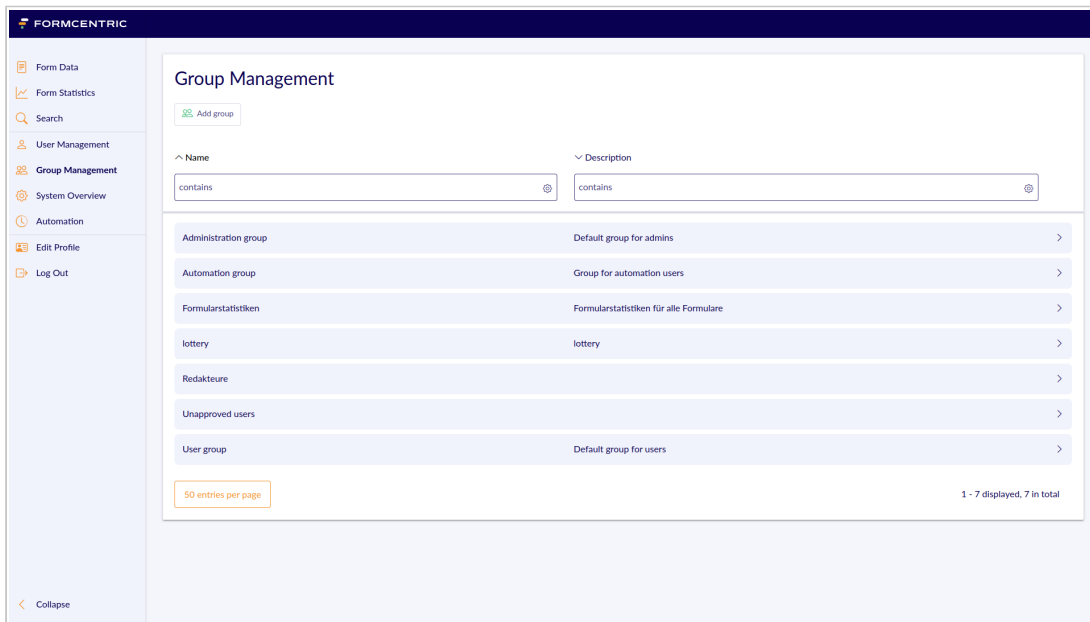 FORMCENTRIC
Form Data
Form Statistics
Search
User Management
Group Management
System Overview
Automation
Edit Profile
Log Out
Collapse
Group Management
Add group
Name Description
contains contains
Administration group Default group for admins
Automation group Group for automation users
Formularstatistiken Formularstatistiken für alle Formulare
lottery lottery
Redakteure
Unapproved users
User group Default group for users
50 entries per page 1 - 7 displayed, 7 in total